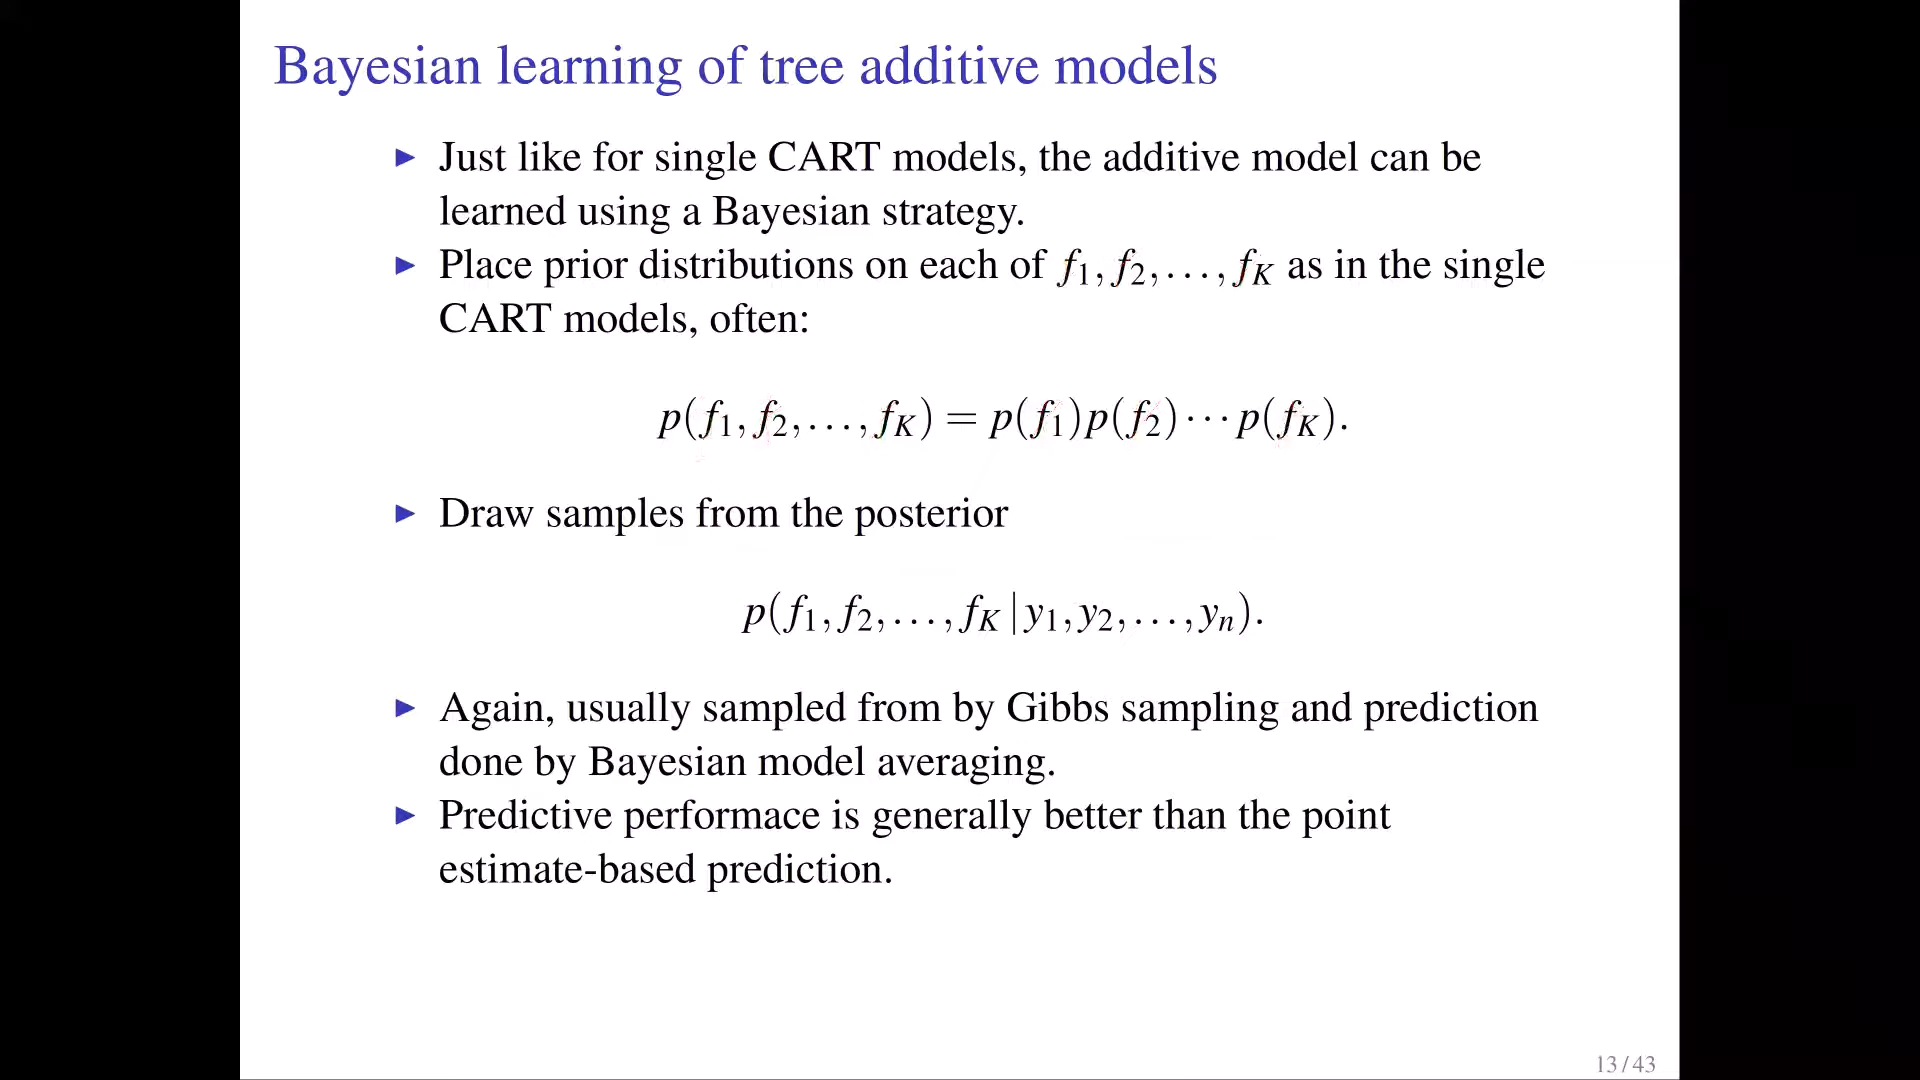 Bayesian learning of tree additive models
▶ Just like for single CART models, the additive model can be
learned using a Bayesian strategy.
▶ Place prior distributions on each of f₁, f₂, …, f_K as in the single
CART models, often:
p(f₁, f₂, …, f_K) = p(f₁)p(f₂) ⋯ p(f_K).
▶ Draw samples from the posterior
p(f₁, f₂, …, f_K | y₁, y₂, …, yₙ).
▶ Again, usually sampled from by Gibbs sampling and prediction
done by Bayesian model averaging.
▶ Predictive performace is generally better than the point
estimate-based prediction.
13 / 43